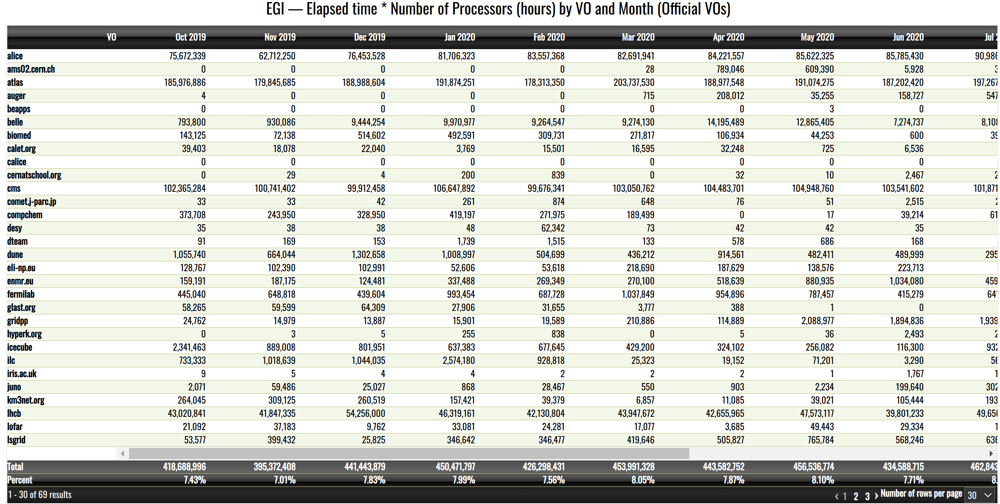 EGI — Elapsed time * Number of Processors (hours) by VO and Month (Official VOs)
VO Oct 2019 Nov 2019 Dec 2019 Jan 2020 Feb 2020 Mar 2020 Apr 2020 May 2020 Jun 2020 Jul
alice 75,672,339 62,712,250 76,453,528 81,706,323 83,557,368 82,691,941 84,221,557 85,622,325 85,785,430 90,986
ams02.cern.ch 0 0 0 0 0 28 789,046 609,390 5,928 3
atlas 185,976,886 179,845,685 188,988,604 191,874,251 178,313,350 203,737,530 188,977,548 191,074,275 187,202,420 197,267
auger 4 0 0 0 0 715 208,012 35,255 158,727 547
beapps 0 0 0 0 0 0 0 3 0
belle 793,800 930,086 9,444,254 9,970,977 9,264,547 9,274,130 14,195,489 12,865,405 7,274,737 8,108
biomed 143,125 72,138 514,602 492,591 309,731 271,817 106,934 44,253 600 39
calet.org 39,403 18,078 22,040 3,769 15,501 16,595 32,248 725 6,536
calice 0 0 0 0 0 0 0 0 0
cernatschool.org 0 29 4 200 839 0 32 10 2,467 2
cms 102,365,284 100,741,402 99,912,458 106,647,892 99,676,341 103,050,762 104,483,701 104,948,760 103,541,602 101,871
comet.j-parc.jp 33 33 42 261 874 648 76 51 2,515 2
compchem 373,708 243,950 328,950 419,197 271,975 189,499 0 17 39,214 61
desy 35 38 38 48 62,342 73 42 42 35
dteam 91 169 153 1,739 1,515 133 578 686 168
dune 1,055,740 664,044 1,302,658 1,008,997 504,699 436,212 914,561 482,411 489,999 295
eli-np.eu 128,767 102,390 102,991 52,606 53,618 218,690 187,629 138,576 223,713
enmr.eu 159,191 187,175 124,481 337,488 269,349 270,100 518,639 880,935 1,034,080 459
fermilab 445,040 648,818 439,604 993,454 687,728 1,037,849 954,896 787,457 415,279 641
glast.org 58,265 59,599 64,309 27,906 31,655 3,777 388 1 0
gridpp 24,762 14,979 13,887 15,901 19,589 210,886 114,889 2,088,977 1,894,836 1,939
hyperk.org 0 3 5 255 838 0 5 36 2,493 2
icecube 2,341,463 889,008 801,951 637,383 677,645 429,200 324,102 256,082 116,300 932
ilc 733,333 1,018,639 1,044,035 2,574,180 928,818 25,323 19,152 71,201 3,290 56
iris.ac.uk 9 5 4 4 2 2 2 1 1,767 1
juno 2,071 59,486 25,027 868 28,467 550 903 2,234 199,640 302
km3net.org 264,045 309,125 260,519 157,421 39,379 6,857 11,085 39,021 105,444 193
lhcb 43,020,841 41,847,335 54,256,000 46,319,161 42,130,804 43,947,672 42,655,965 47,573,117 39,801,233 49,650
lofar 21,092 37,183 9,762 33,081 24,281 17,077 3,685 49,443 29,334 1
lsgrid 53,577 399,432 25,825 346,642 346,477 419,646 505,827 765,784 568,246 636
Total 418,688,996 395,372,408 441,443,879 450,471,797 426,298,431 453,991,328 443,582,752 456,536,774 434,588,715 462,843
Percent 7.43% 7.01% 7.83% 7.99% 7.56% 8.05% 7.87% 8.10% 7.71% 8.
1 - 30 of 69 results 1 2 3 Number of rows per page 30